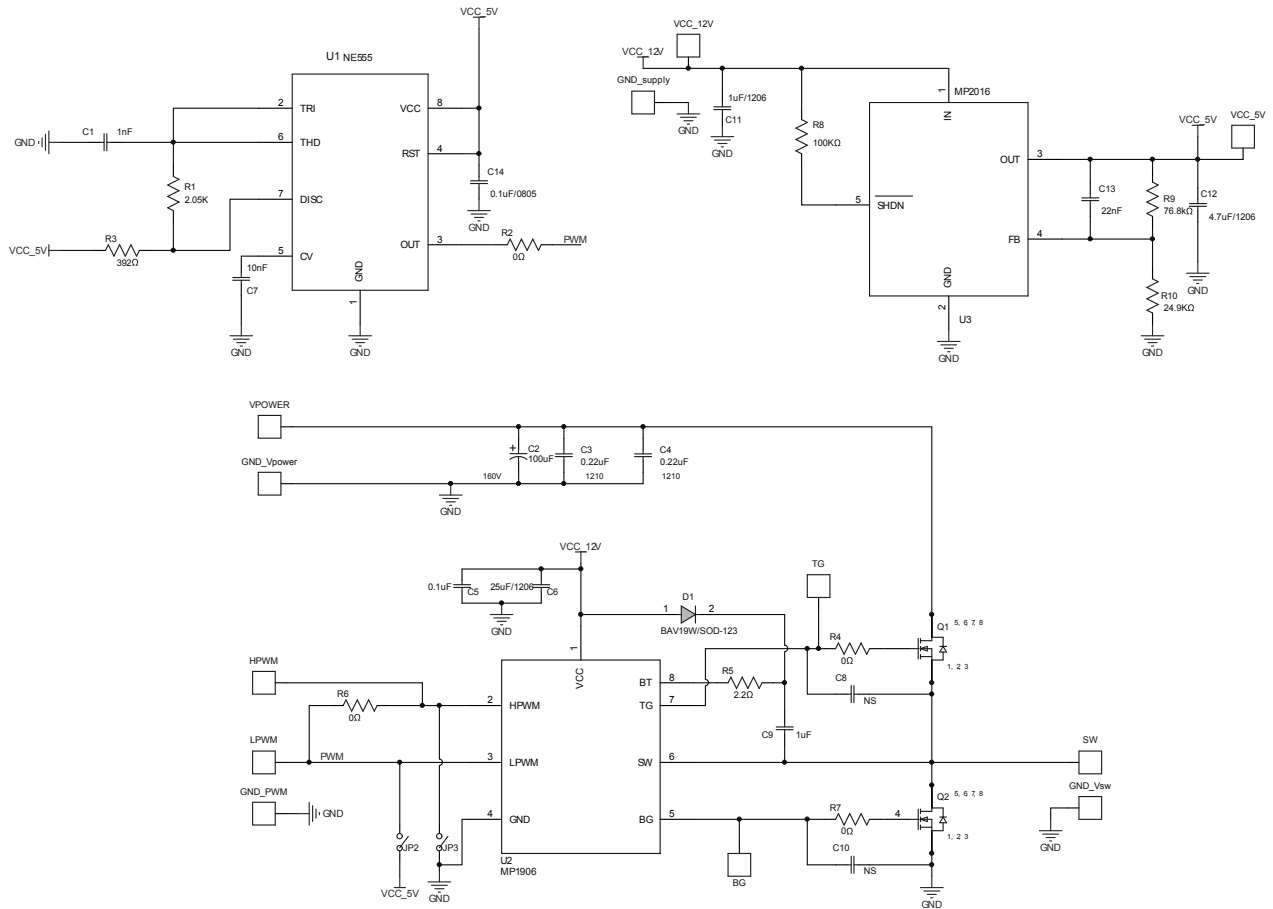 VCC_5V
U1 NE555
2 TRI
VCC 8
C1 1nF
GND
6 THD
RST 4
R1
2.05K
7 DISC
C14
0.1uF/0805
GND
VCC_5V
R3
392Ω
OUT 3
R2
0Ω
PWM
5 CV
10nF
C7
GND
1
GND
GND
VCC_12V
VCC_12V
GND_supply
GND
1uF/1206
C11
GND
R8
100KΩ
1
MP2016
IN
OUT 3
VCC_5V
VCC_5V
5 SHDN
C13
22nF
R9
76.8kΩ
C12
4.7uF/1206
FB 4
GND
2
U3
R10
24.9KΩ
GND
GND
GND
VPOWER
GND_Vpower
GND
+
C2
100uF
160V
C3
0.22uF
1210
C4
0.22uF
1210
VCC_12V
0.1uF
C5
25uF/1206
C6
GND
D1
1 2
BAV19W/SOD-123
TG
1
VCC
R4
0Ω
Q1 5, 6 7, 8
1, 2 3
HPWM
R6
0Ω
2 HPWM
BT 8
R5
2.2Ω
TG 7
C8
NS
C9
1uF
LPWM
PWM
3 LPWM
SW 6
SW
GND_PWM
GND
4 GND
BG 5
R7
0Ω
4
Q2 5, 6 7, 8
1, 2 3
GND_Vsw
GND
JP2
JP3
VCC_5V
GND
U2
MP1906
BG
C10
NS
GND